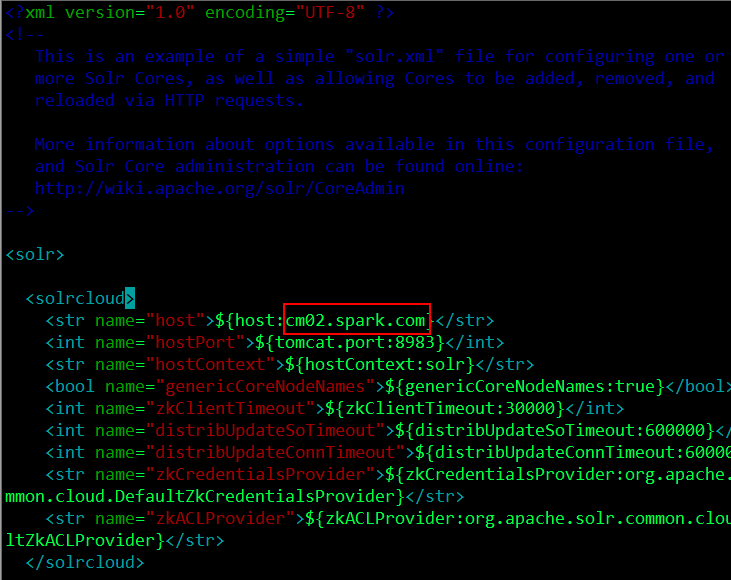 <?xml version="1.0" encoding="UTF-8" ?>
<!--
This is an example of a simple "solr.xml" file for configuring one or
more Solr Cores, as well as allowing Cores to be added, removed, and
reloaded via HTTP requests.
More information about options available in this configuration file,
and Solr Core administration can be found online:
http://wiki.apache.org/solr/CoreAdmin
-->
<solr>
<solrcloud>
<str name="host">${host:cm02.spark.com}</str>
<int name="hostPort">${tomcat.port:8983}</int>
<str name="hostContext">${hostContext:solr}</str>
<bool name="genericCoreNodeNames">${genericCoreNodeNames:true}</bool>
<int name="zkClientTimeout">${zkClientTimeout:30000}</int>
<int name="distribUpdateSoTimeout">${distribUpdateSoTimeout:600000}</
<int name="distribUpdateConnTimeout">${distribUpdateConnTimeout:60000
<str name="zkCredentialsProvider">${zkCredentialsProvider:org.apache.
mmon.cloud.DefaultZkCredentialsProvider}</str>
<str name="zkACLProvider">${zkACLProvider:org.apache.solr.common.clou
ltZkACLProvider}</str>
</solrcloud>